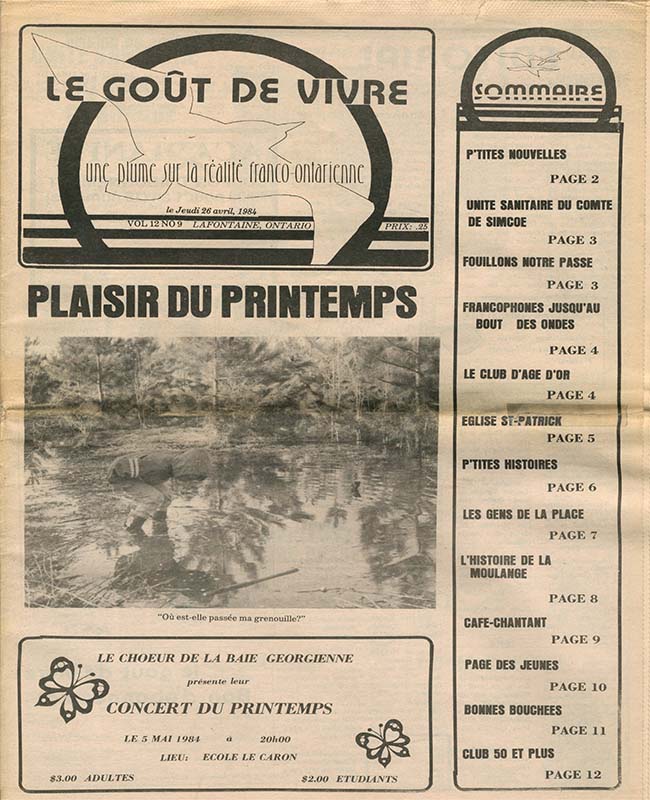 LE GOÛT DE VIVRE
une plume sur la réalité franco-ontarienne
le Jeudi 26 avril, 1984
VOL 12 NO 9 LAFONTAINE, ONTARIO PRIX: .25
PLAISIR DU PRINTEMPS
"Où est-elle passée ma grenouille?"
LE CHOEUR DE LA BAIE GEORGIENNE
présente leur
CONCERT DU PRINTEMPS
LE 5 MAI 1984 a 20h00
LIEU: ECOLE LE CARON
$3.00 ADULTES $2.00 ETUDIANTS
SOMMAIRE
P'TITES NOUVELLES
PAGE 2
UNITE SANITAIRE DU COMTE
DE SIMCOE
PAGE 3
FOUILLONS NOTRE PASSE
PAGE 3
FRANCOPHONES JUSQU'AU
BOUT DES ONDES
PAGE 4
LE CLUB D'AGE D'OR
PAGE 4
EGLISE ST-PATRICK
PAGE 5
P'TITES HISTOIRES
PAGE 6
LES GENS DE LA PLACE
PAGE 7
L'HISTOIRE DE LA
MOULANGE
PAGE 8
CAFE-CHANTANT
PAGE 9
PAGE DES JEUNES
PAGE 10
BONNES BOUCHEES
PAGE 11
CLUB 50 ET PLUS
PAGE 12